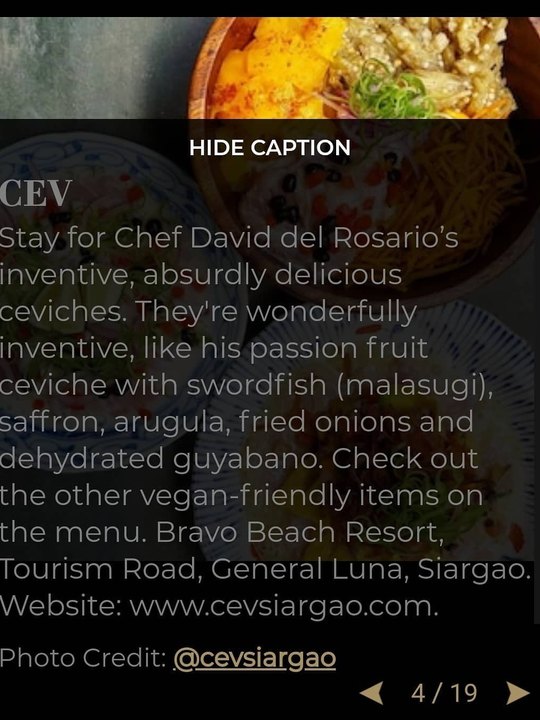 HIDE CAPTION
CEV
Stay for Chef David del Rosario’s
inventive, absurdly delicious
ceviches. They're wonderfully
inventive, like his passion fruit
ceviche with swordfish (malasugi),
saffron, arugula, fried onions and
dehydrated guyabano. Check out
the other vegan-friendly items on
the menu. Bravo Beach Resort,
Tourism Road, General Luna, Siargao.
Website: www.cevsiargao.com.
Photo Credit: @cevsiargao
4 / 19